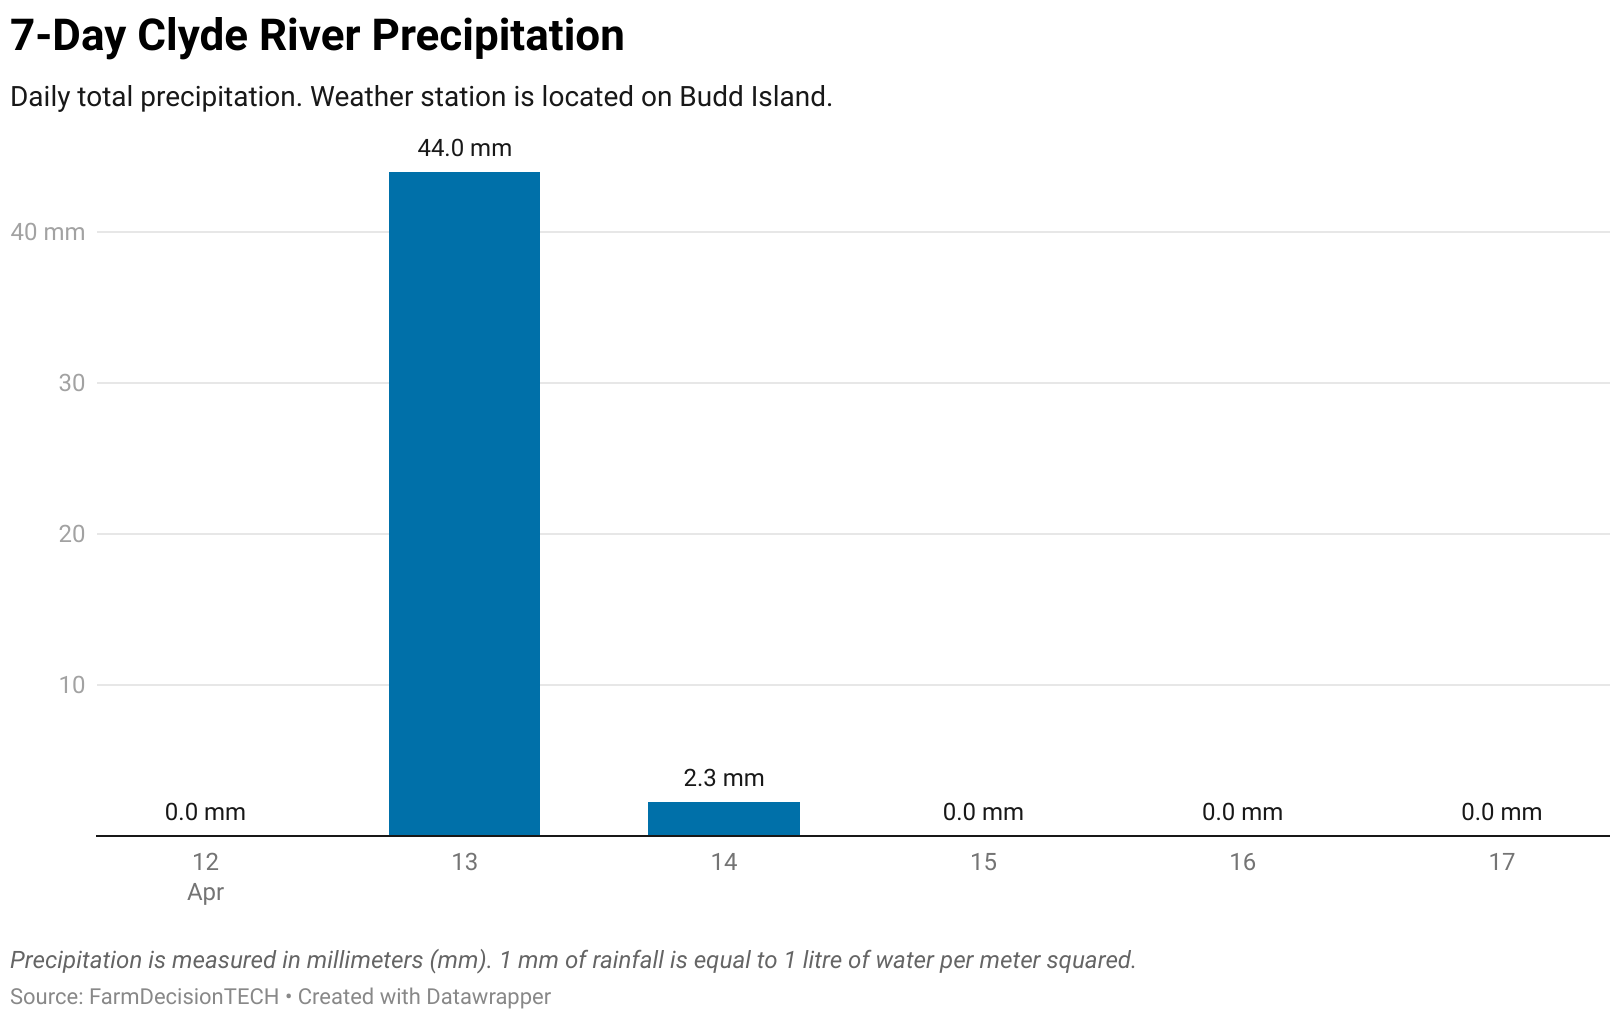 7-Day Clyde River Precipitation
Daily total precipitation. Weather station is located on Budd Island.
44.0 mm
40 mm
30
20
10
2.3 mm
0.0 mm
0.0 mm
0.0 mm
0.0 mm
12
13
14
15
16
17
Apr
Precipitation is measured in millimeters (mm). 1 mm of rainfall is equal to 1 litre of water per meter squared.
Source: FarmDecisionTECH • Created with Datawrapper